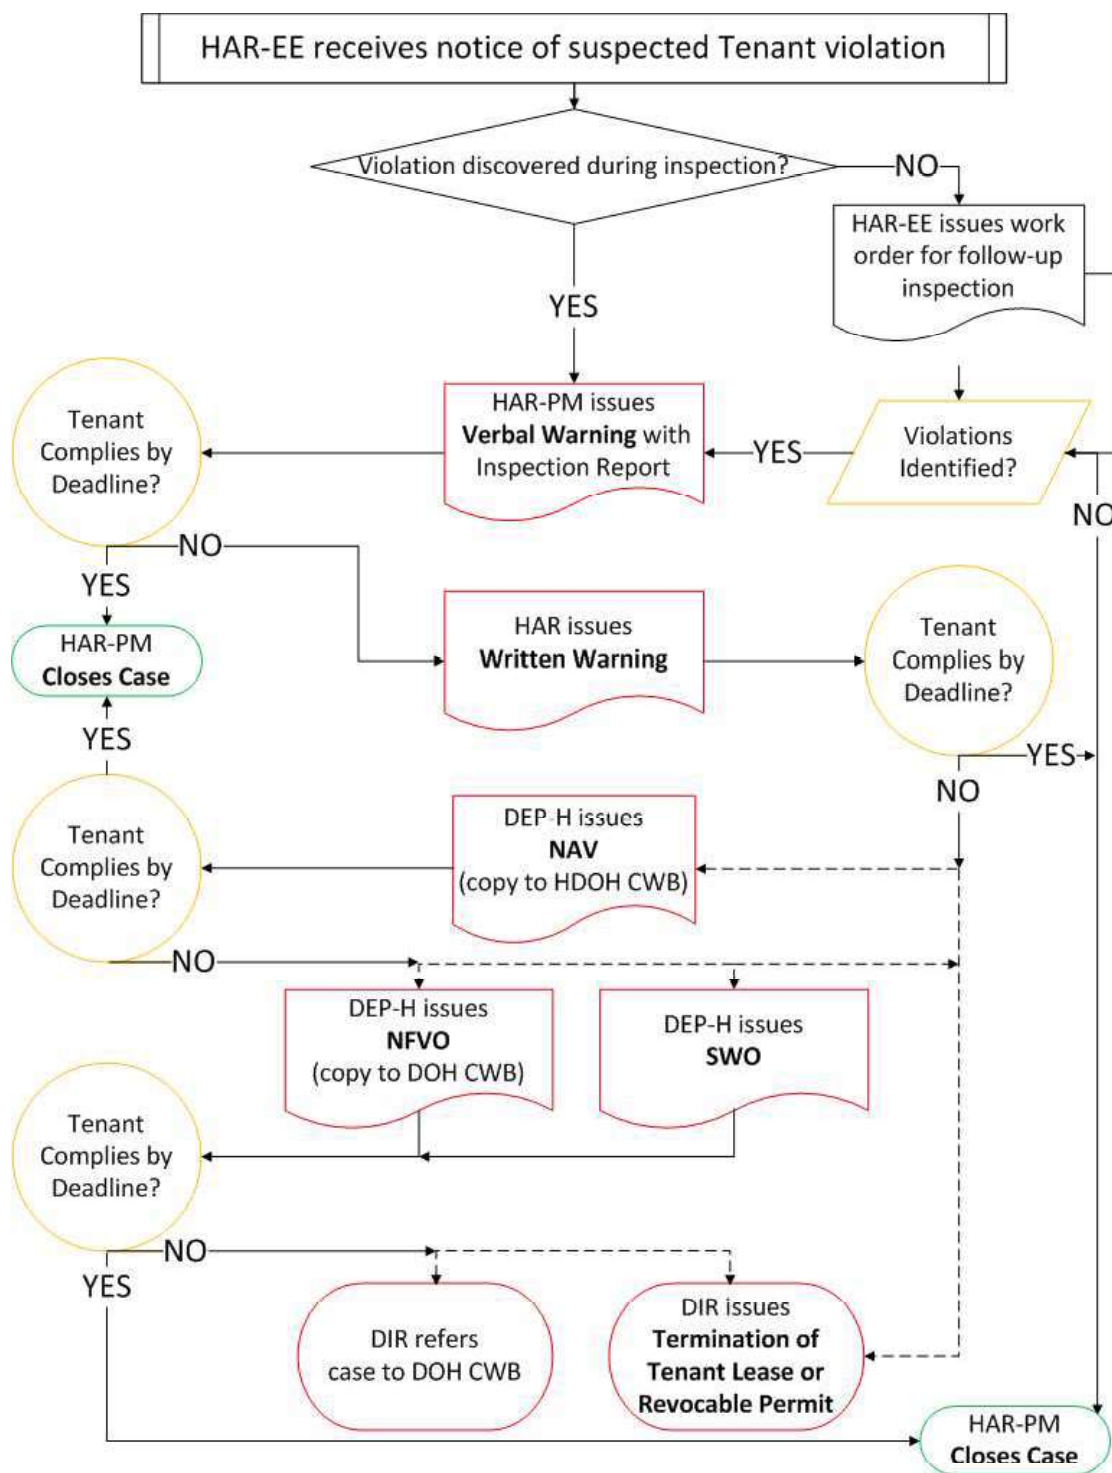 HAR-EE receives notice of suspected Tenant violation
Violation discovered during inspection?
NO
HAR-EE issues work
order for follow-up
inspection
YES
Tenant
Complies by
Deadline?
HAR-PM issues
Verbal Warning with
Inspection Report
YES
Violations
Identified?
NO
NO
YES
HAR-PM
Closes Case
HAR issues
Written Warning
Tenant
Complies by
Deadline?
YES
YES
NO
Tenant
Complies by
Deadline?
DEP-H issues
NAV
(copy to HDOH CWB)
NO
DEP-H issues
NFVO
(copy to DOH CWB)
DEP-H issues
SWO
Tenant
Complies by
Deadline?
NO
YES
DIR refers
case to DOH CWB
DIR issues
Termination of
Tenant Lease or
Revocable Permit
HAR-PM
Closes Case